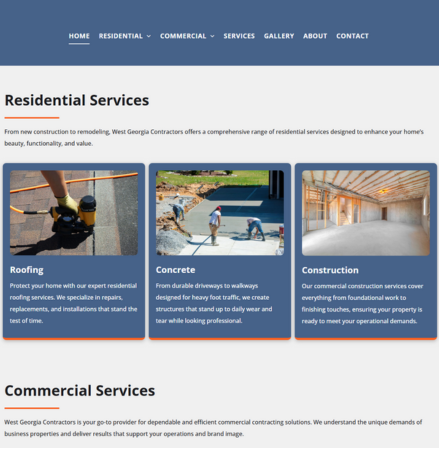 HOME RESIDENTIAL COMMERCIAL SERVICES GALLERY ABOUT CONTACT
Residential Services
From new construction to remodeling, West Georgia Contractors offers a comprehensive range of residential services designed to enhance your home's
beauty, functionality, and value.
Roofing
Protect your home with our expert residential
roofing services. We specialize in repairs,
replacements, and installations that stand the
test of time.
Concrete
From durable driveways to walkways
designed for heavy foot traffic, we create
structures that stand up to daily wear and
tear while looking professional.
Construction
Our commercial construction services cover
everything from foundational work to
finishing touches, ensuring your property is
ready to meet your operational demands.
Commercial Services
West Georgia Contractors is your go-to provider for dependable and efficient commercial contracting solutions. We understand the unique demands of
business properties and deliver results that support your operations and brand image.